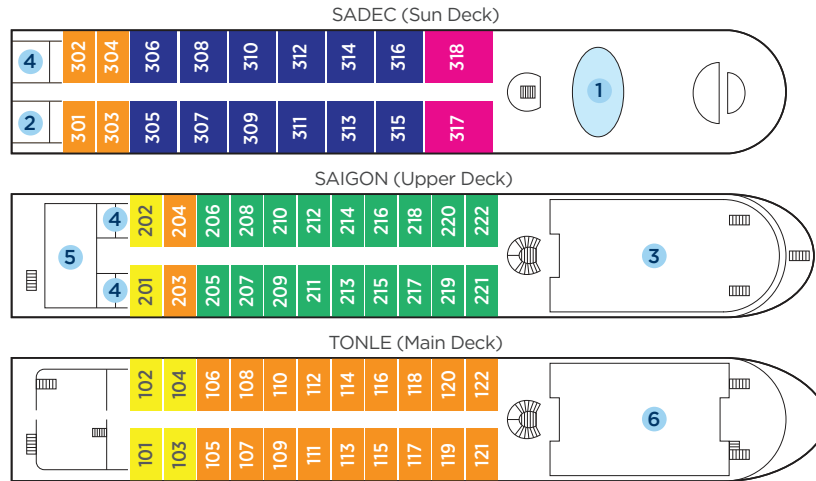 SADEC (Sun Deck)
4 302 304 306 308 310 312 314 316 318
1
2 301 303 305 307 309 311 313 315 317
SAIGON (Upper Deck)
4 202 204 206 208 210 212 214 216 218 220 222
5 3
4 201 203 205 207 209 211 213 215 217 219 221
TONLE (Main Deck)
102 104 106 108 110 112 114 116 118 120 122
6
101 103 105 107 109 111 113 115 117 119 121